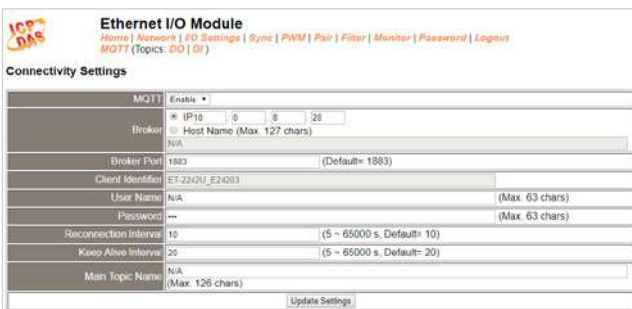 ICP DAS
Ethernet I/O Module
Home | Network | I/O Settings | Sync | PWM | Pair | Filter | Monitor | Password | Logout
MQTT (Topics: DO | DI )
Connectivity Settings
MQTT Enable
Broker IP 10 . 0 . 8 . 28
Host Name (Max. 127 chars)
N/A
Broker Port 1883 (Default= 1883)
Client Identifier ET-2242U_E24203
User Name N/A (Max. 63 chars)
Password ••• (Max. 63 chars)
Reconnection Interval 10 (5 ~ 65000 s, Default= 10)
Keep Alive Interval 20 (5 ~ 65000 s, Default= 20)
Main Topic Name N/A
(Max. 126 chars)
Update Settings